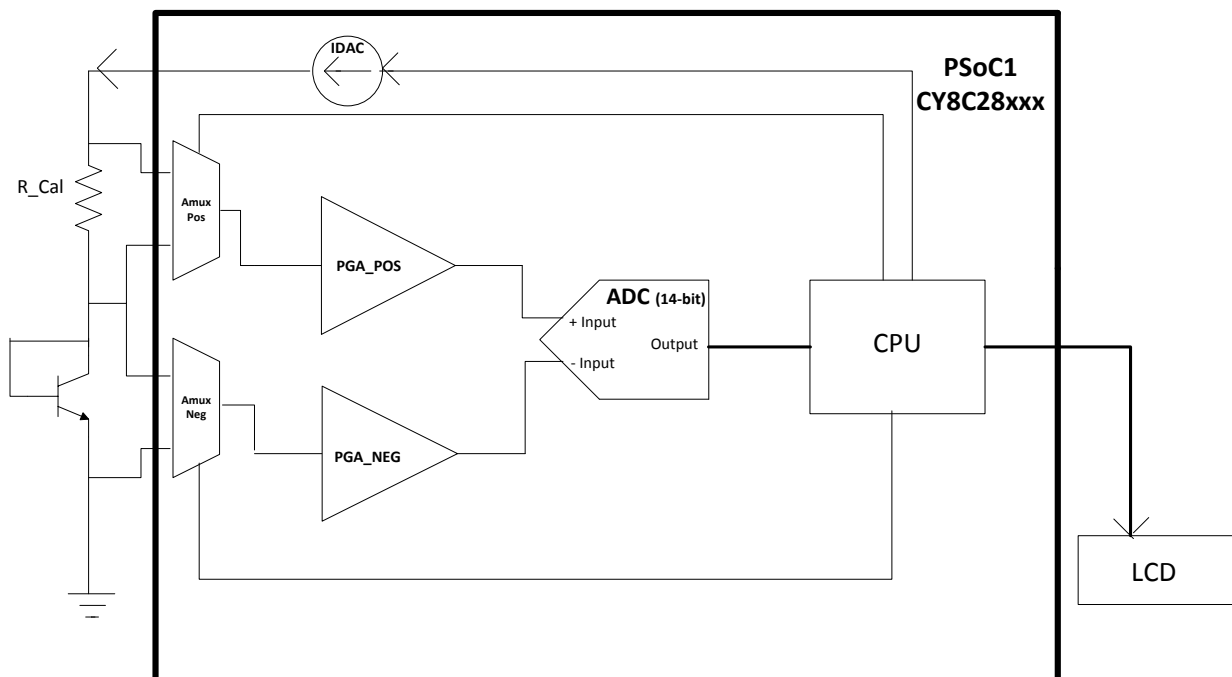 IDAC
PSoC1
CY8C28xxx
R_Cal
Amux
Pos
PGA_POS
ADC (14-bit)
+ Input
Output
- Input
CPU
Amux
Neg
PGA_NEG
LCD